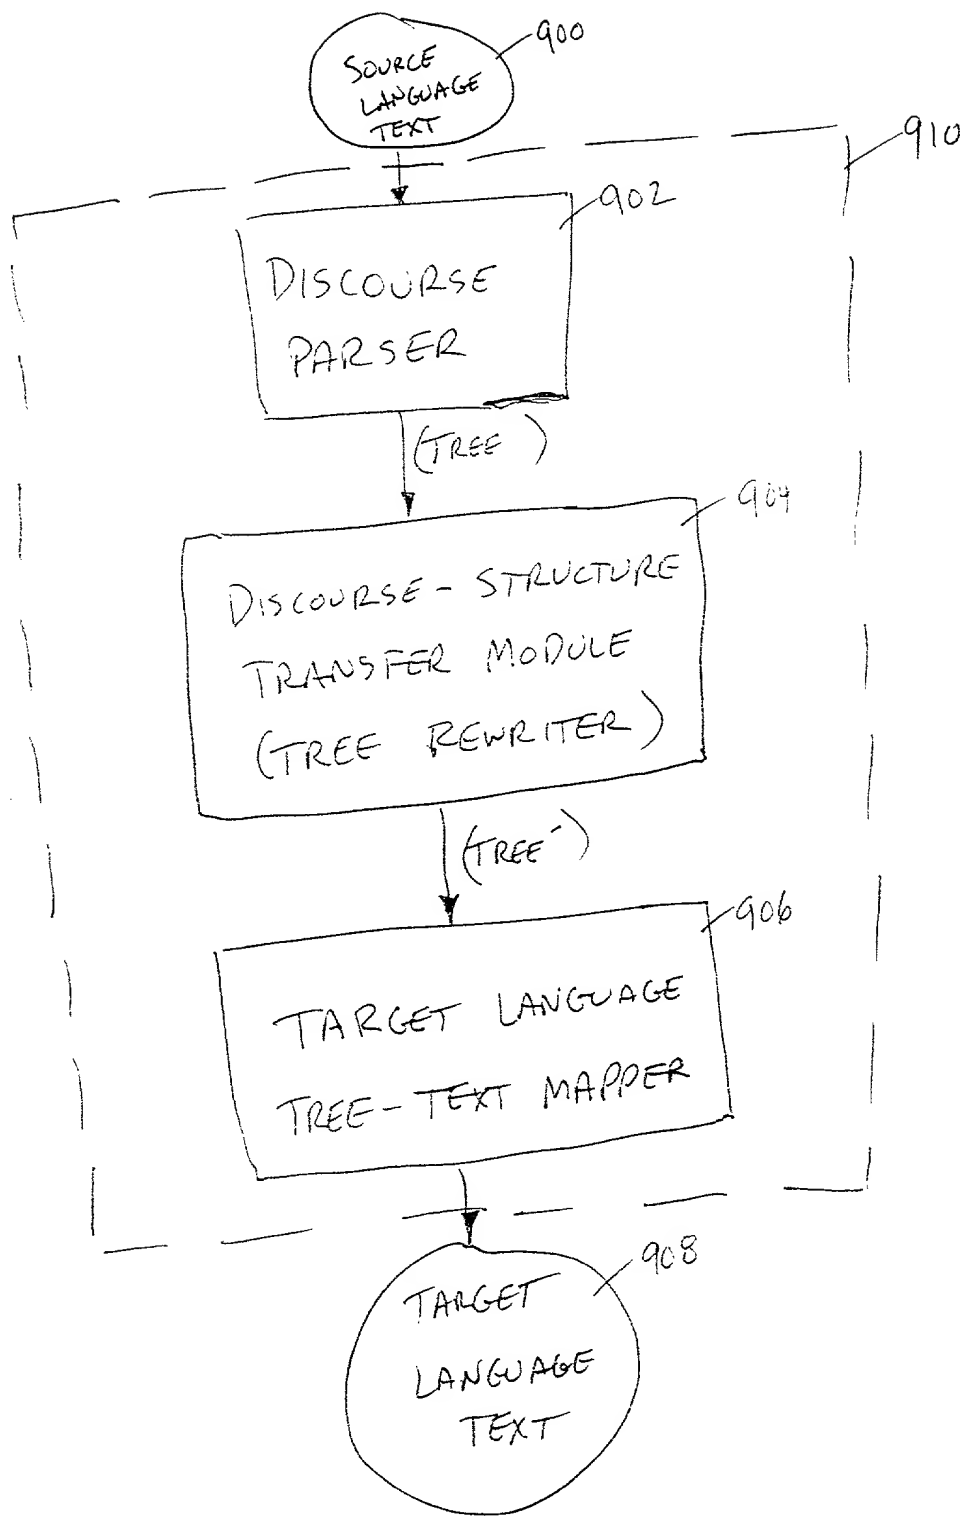 900
SOURCE
LANGUAGE
TEXT
910
902
DISCOURSE
PARSER
(TREE)
904
DISCOURSE-STRUCTURE
TRANSFER MODULE
(TREE REWRITER)
(TREE')
906
TARGET LANGUAGE
TREE-TEXT MAPPER
908
TARGET
LANGUAGE
TEXT